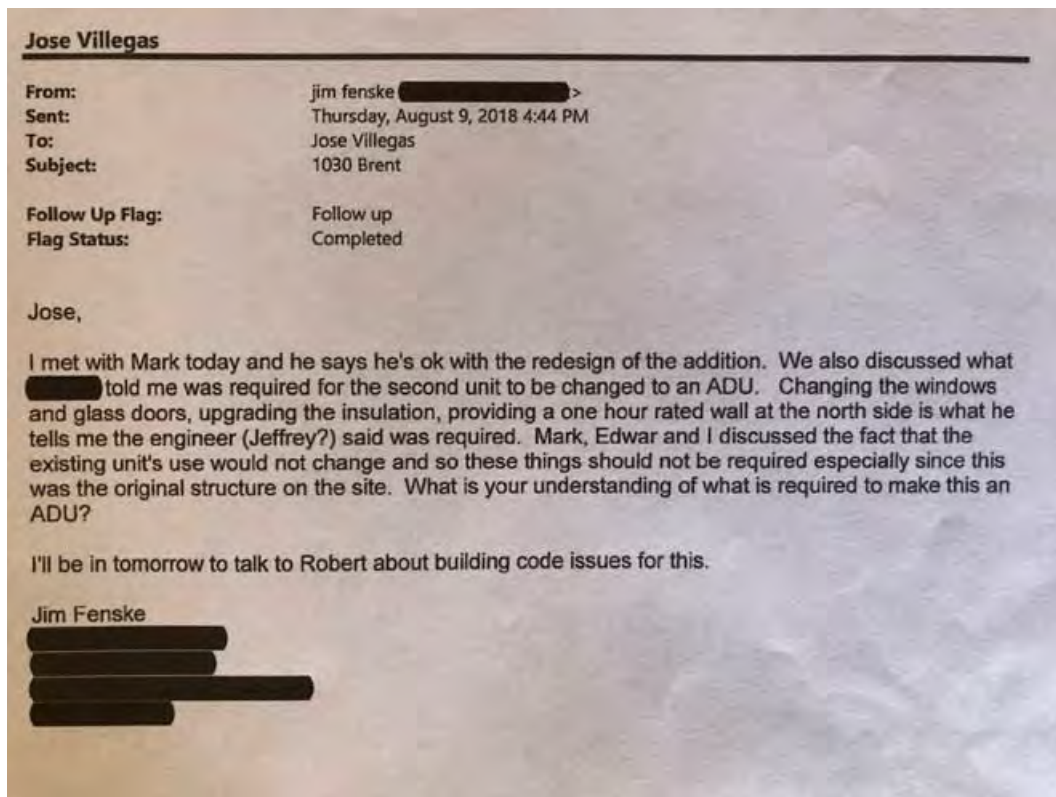 Jose Villegas
From: jim fenske >
Sent: Thursday, August 9, 2018 4:44 PM
To: Jose Villegas
Subject: 1030 Brent
Follow Up Flag: Follow up
Flag Status: Completed
Jose,
I met with Mark today and he says he's ok with the redesign of the addition. We also discussed what
told me was required for the second unit to be changed to an ADU. Changing the windows
and glass doors, upgrading the insulation, providing a one hour rated wall at the north side is what he
tells me the engineer (Jeffrey?) said was required. Mark, Edwar and I discussed the fact that the
existing unit's use would not change and so these things should not be required especially since this
was the original structure on the site. What is your understanding of what is required to make this an
ADU?
I'll be in tomorrow to talk to Robert about building code issues for this.
Jim Fenske